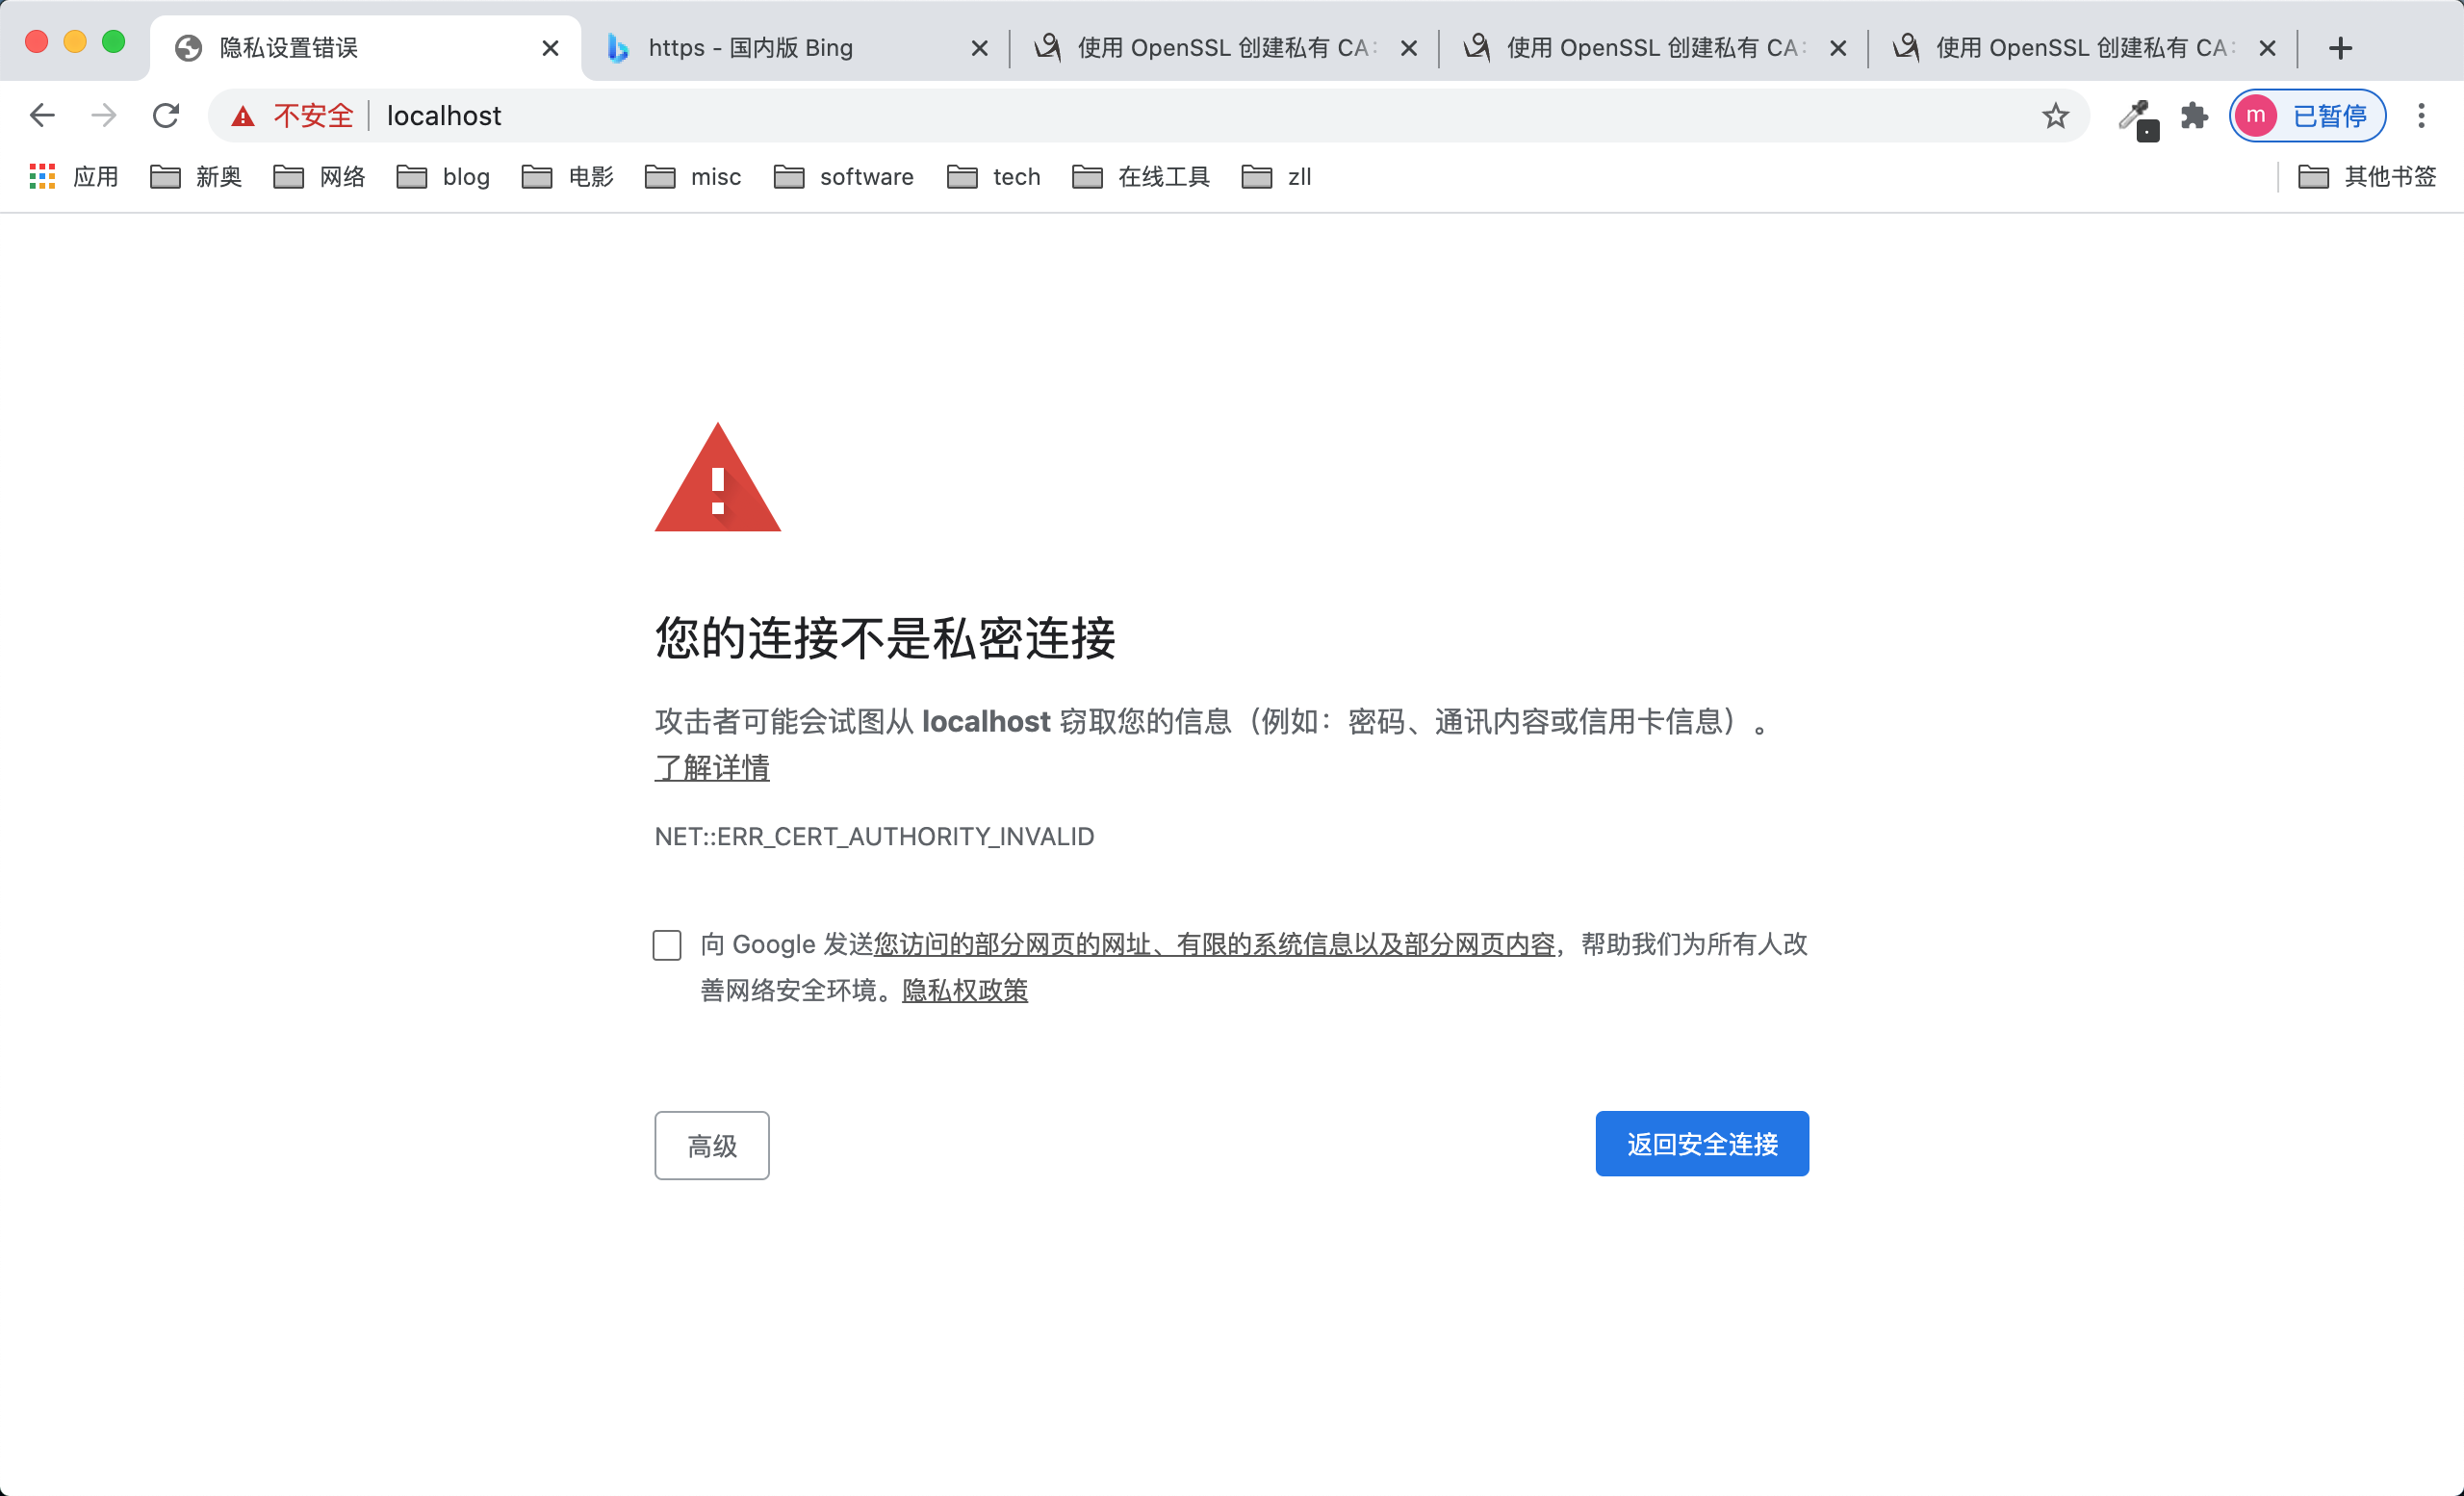 隐私设置错误
https - 国内版 Bing
使用 OpenSSL 创建私有 CA:
使用 OpenSSL 创建私有 CA:
使用 OpenSSL 创建私有 CA:
不安全 localhost
m 已暂停
应用 新奥 网络 blog 电影 misc software tech 在线工具 zll 其他书签
您的连接不是私密连接
攻击者可能会试图从 localhost 窃取您的信息（例如：密码、通讯内容或信用卡信息）。
了解详情
NET::ERR_CERT_AUTHORITY_INVALID
向 Google 发送您访问的部分网页的网址、有限的系统信息以及部分网页内容，帮助我们为所有人改
善网络安全环境。隐私权政策
高级
返回安全连接